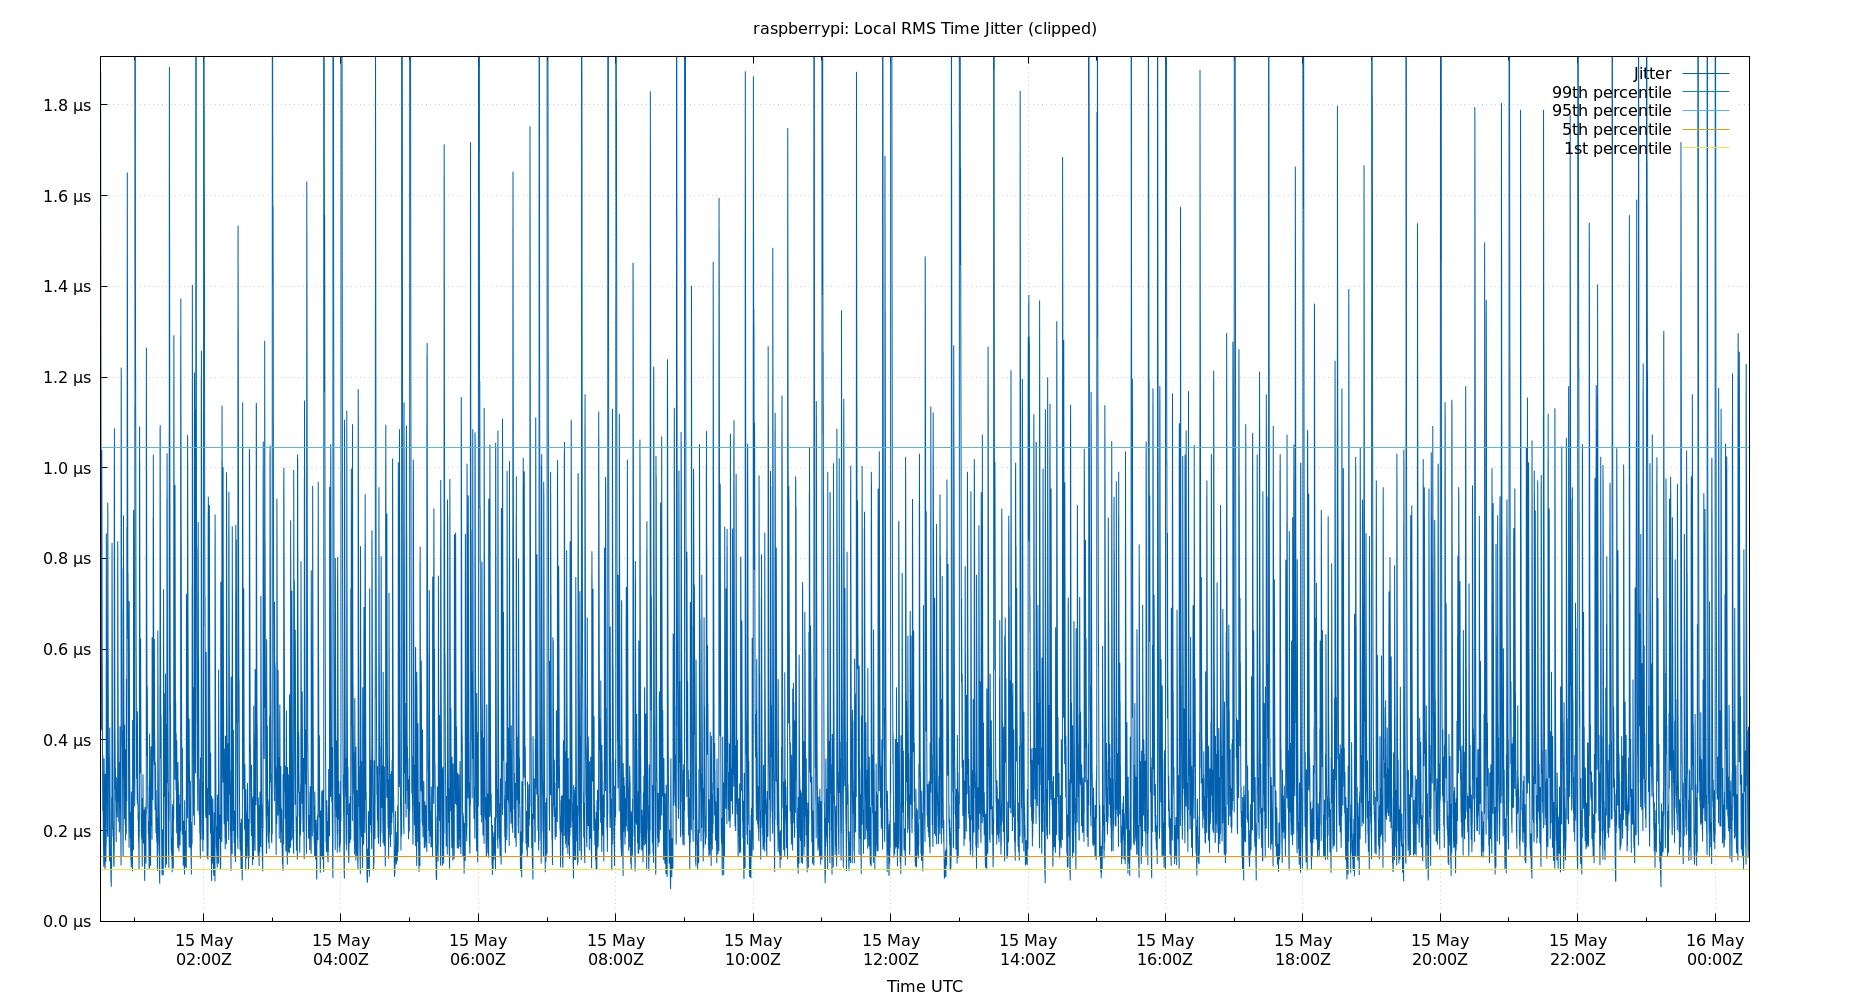 raspberrypi: Local RMS Time Jitter (clipped)
Jitter
99th percentile
95th percentile
5th percentile
1st percentile
1.8 µs
1.6 µs
1.4 µs
1.2 µs
1.0 µs
0.8 µs
0.6 µs
0.4 µs
0.2 µs
0.0 µs
15 May 15 May 15 May 15 May 15 May 15 May 15 May 15 May 15 May 15 May 15 May 16 May
02:00Z 04:00Z 06:00Z 08:00Z 10:00Z 12:00Z 14:00Z 16:00Z 18:00Z 20:00Z 22:00Z 00:00Z
Time UTC